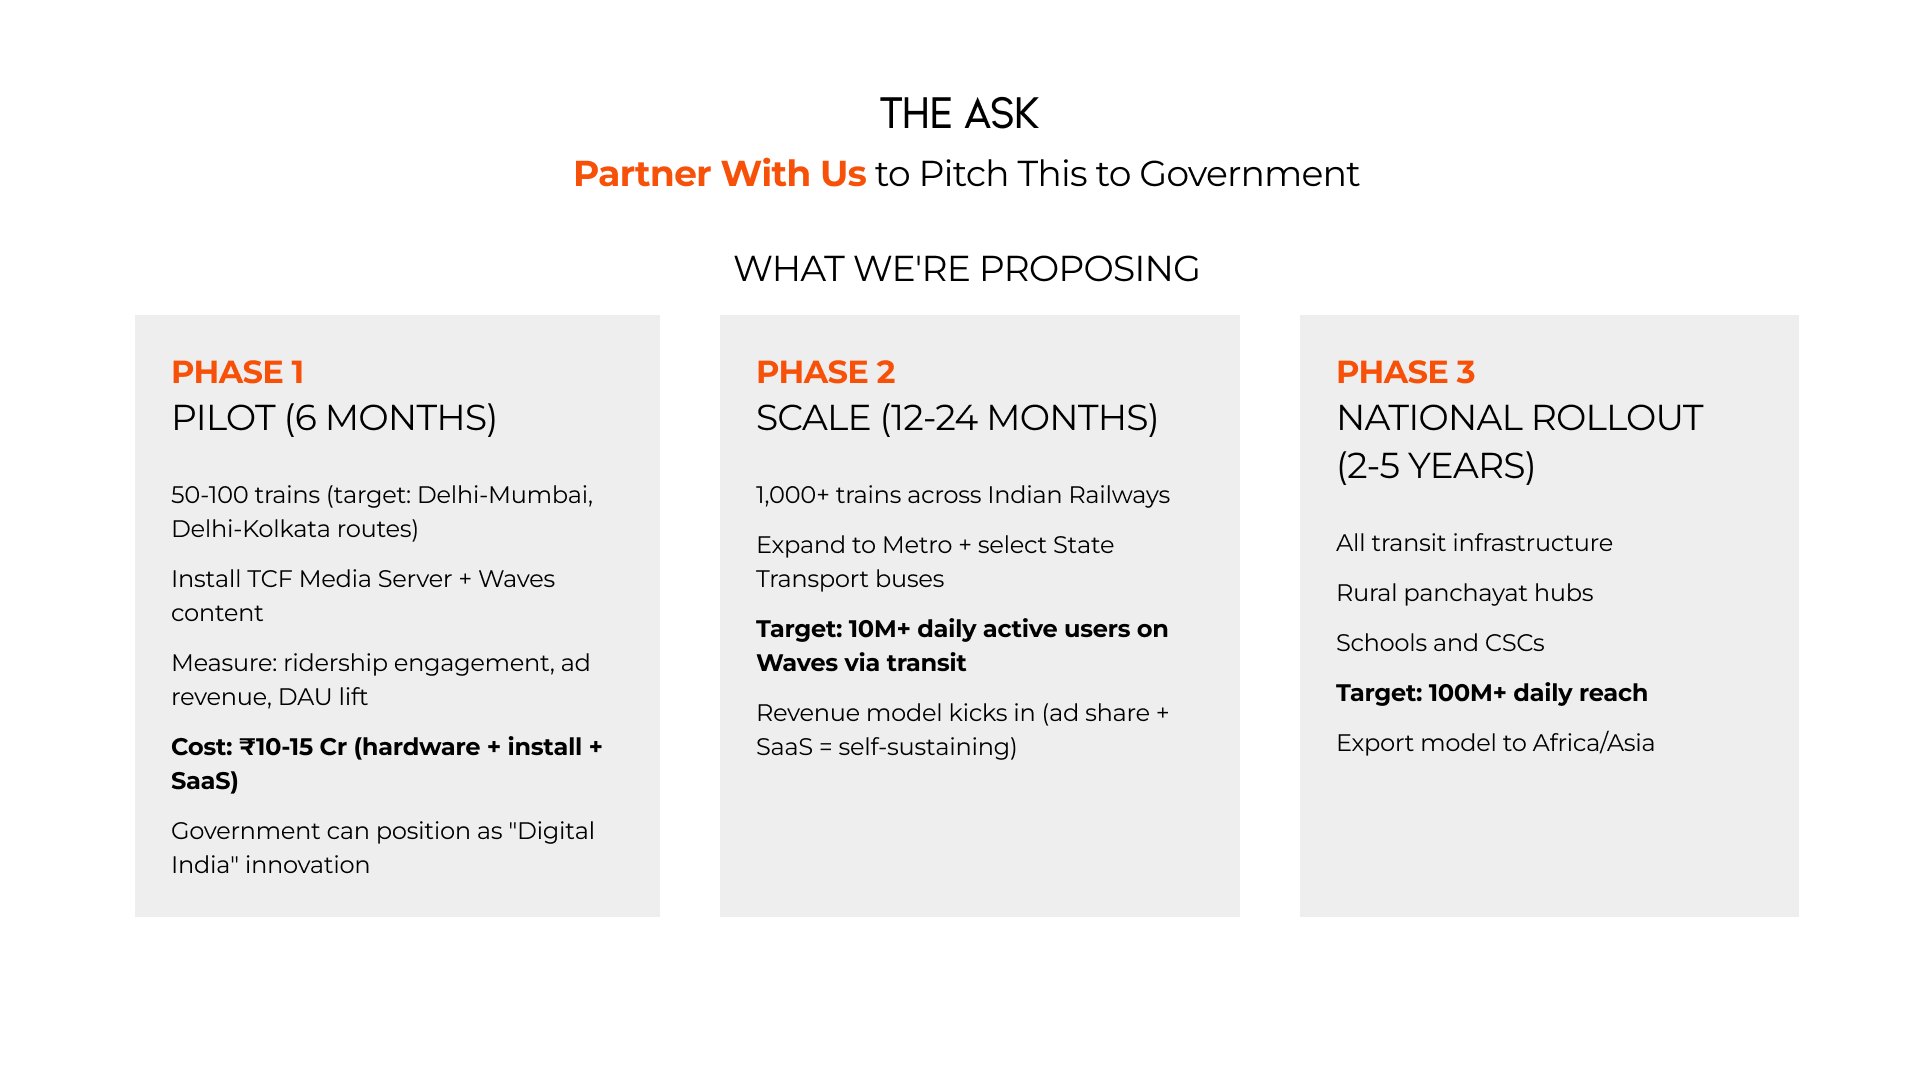 THE ASK
Partner With Us to Pitch This to Government
WHAT WE'RE PROPOSING
PHASE 1
PILOT (6 MONTHS)
50-100 trains (target: Delhi-Mumbai,
Delhi-Kolkata routes)
Install TCF Media Server + Waves
content
Measure: ridership engagement, ad
revenue, DAU lift
Cost: ₹10-15 Cr (hardware + install +
SaaS)
Government can position as "Digital
India" innovation
PHASE 2
SCALE (12-24 MONTHS)
1,000+ trains across Indian Railways
Expand to Metro + select State
Transport buses
Target: 10M+ daily active users on
Waves via transit
Revenue model kicks in (ad share +
SaaS = self-sustaining)
PHASE 3
NATIONAL ROLLOUT
(2-5 YEARS)
All transit infrastructure
Rural panchayat hubs
Schools and CSCs
Target: 100M+ daily reach
Export model to Africa/Asia